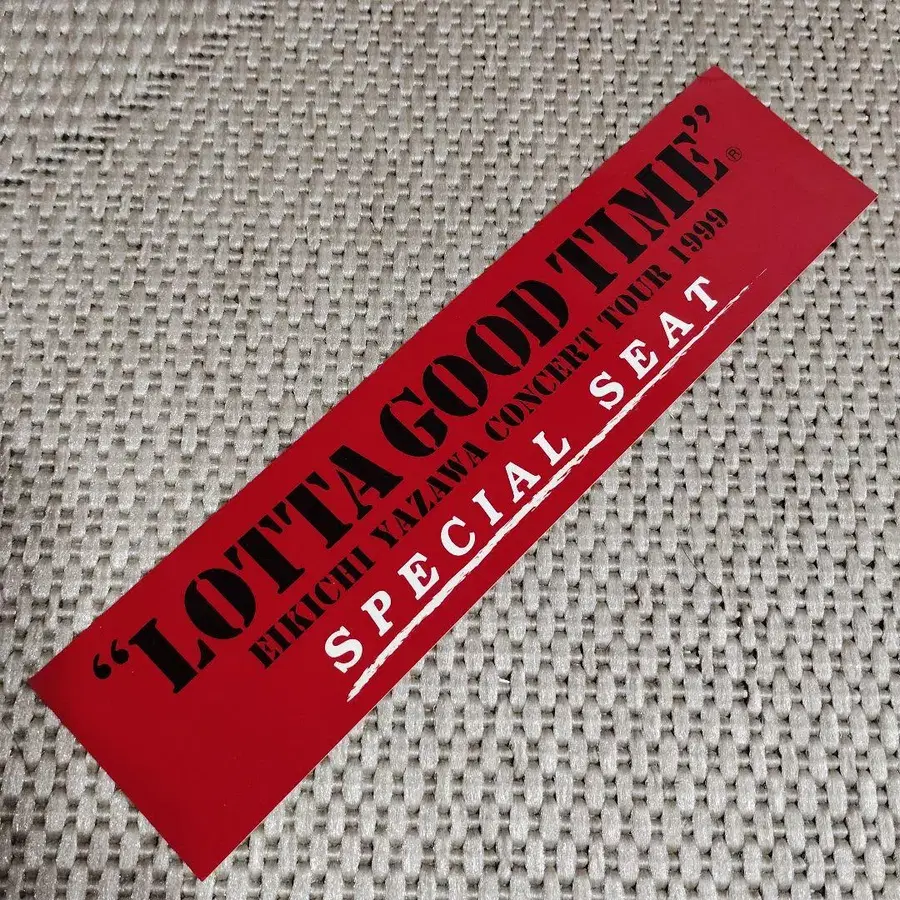 “LOTTA GOOD TIME”®
EIKICHI YAZAWA CONCERT TOUR 1999
SPECIAL SEAT